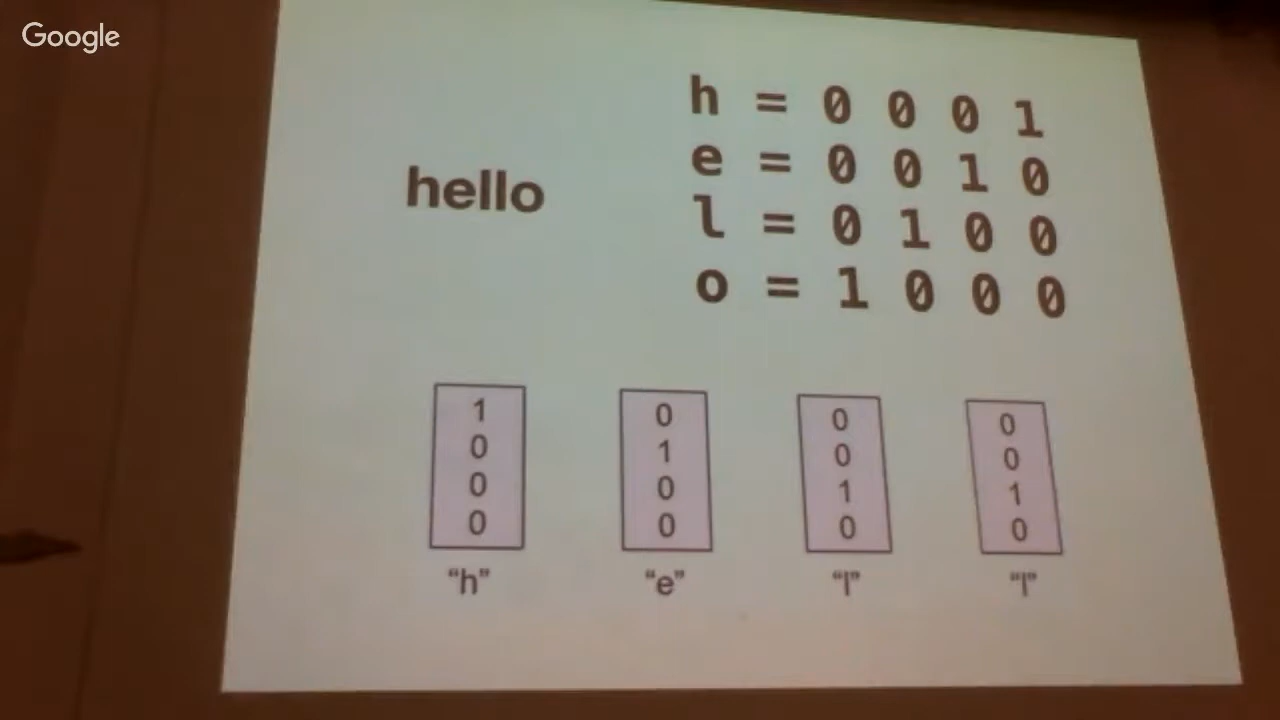 Google
hello
h = 0 0 0 1
e = 0 0 1 0
l = 0 1 0 0
o = 1 0 0 0
1 0 0 0
0 1 0 0
0 0 1 0
0 0 1 0
"h" "e" "l" "l"